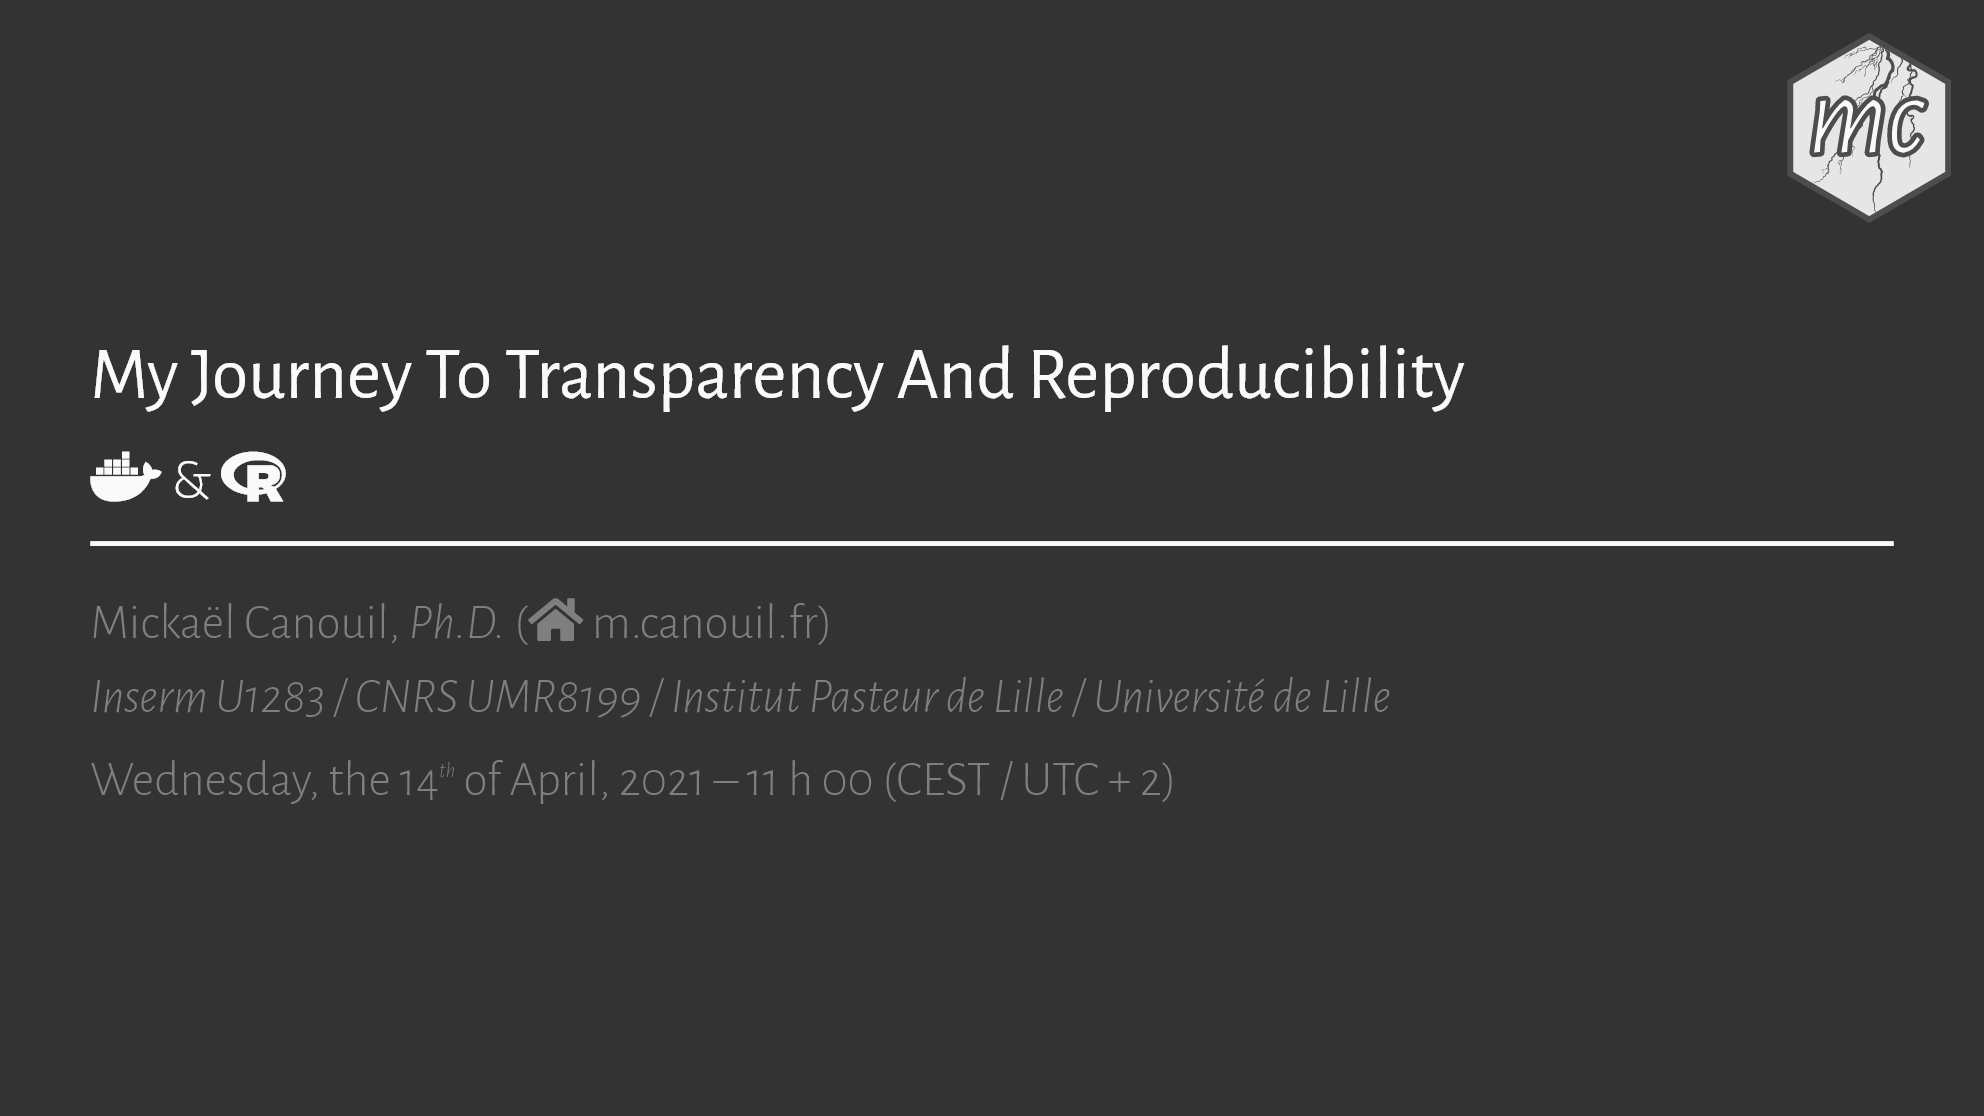 mc
My Journey To Transparency And Reproducibility
& R
Mickaël Canouil, Ph.D. ( m.canouil.fr)
Inserm U1283 / CNRS UMR8199 / Institut Pasteur de Lille / Université de Lille
Wednesday, the 14th of April, 2021 – 11 h 00 (CEST / UTC + 2)